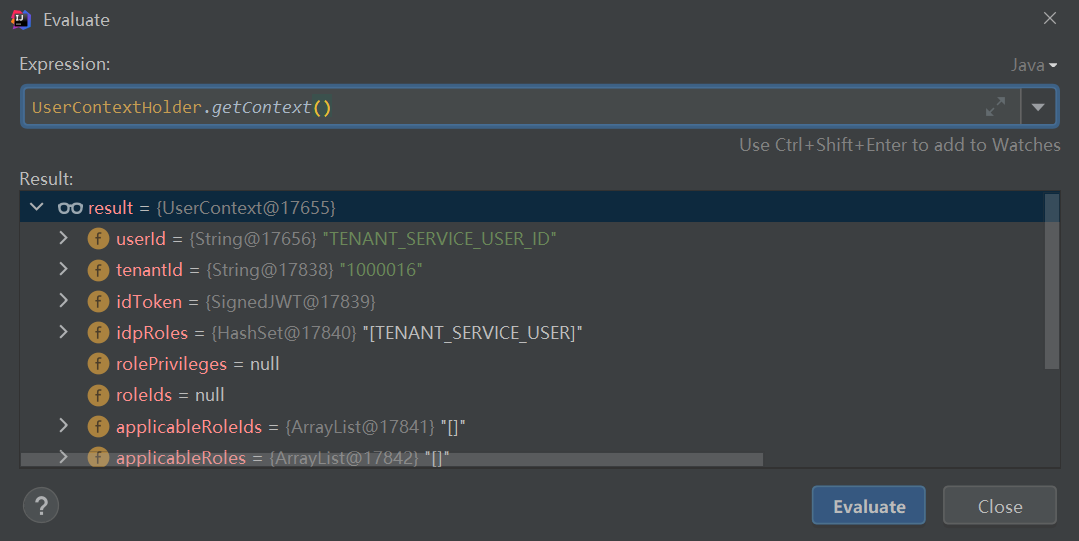 Evaluate
Expression:
Java
UserContextHolder.getContext()
Use Ctrl+Shift+Enter to add to Watches
Result:
result = {UserContext@17655}
f userId = {String@17656} "TENANT_SERVICE_USER_ID"
f tenantId = {String@17838} "1000016"
f idToken = {SignedJWT@17839}
f idpRoles = {HashSet@17840} "[TENANT_SERVICE_USER]"
f rolePrivileges = null
f roleIds = null
f applicableRoleIds = {ArrayList@17841} "[]"
f applicableRoles = {ArrayList@17842} "[]"
? Evaluate Close